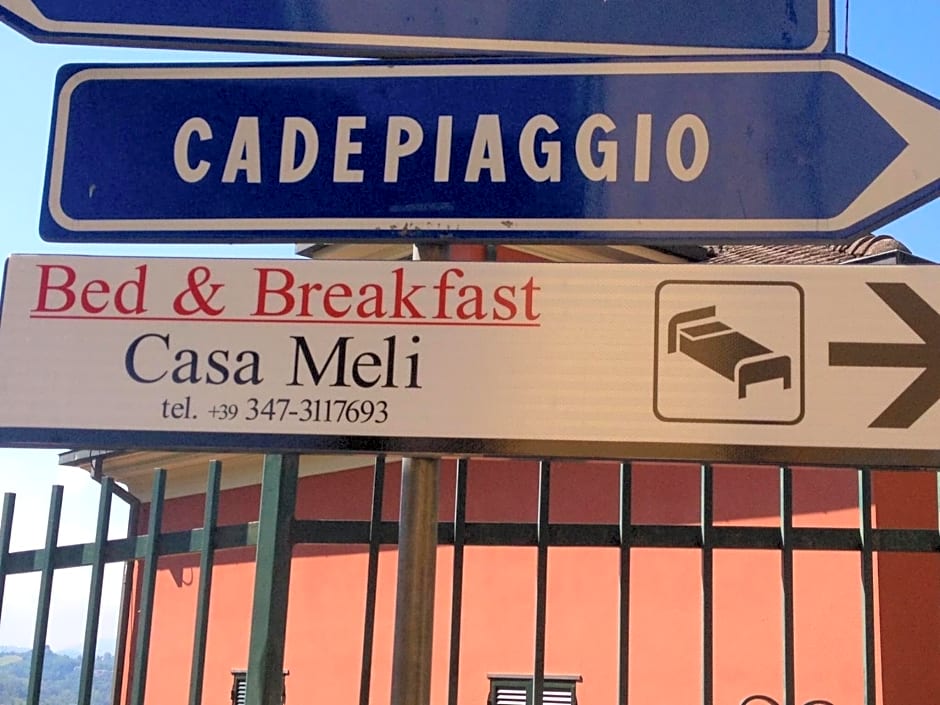 CADEPIAGGIO
Bed & Breakfast
Casa Meli
tel. +39 347-3117693